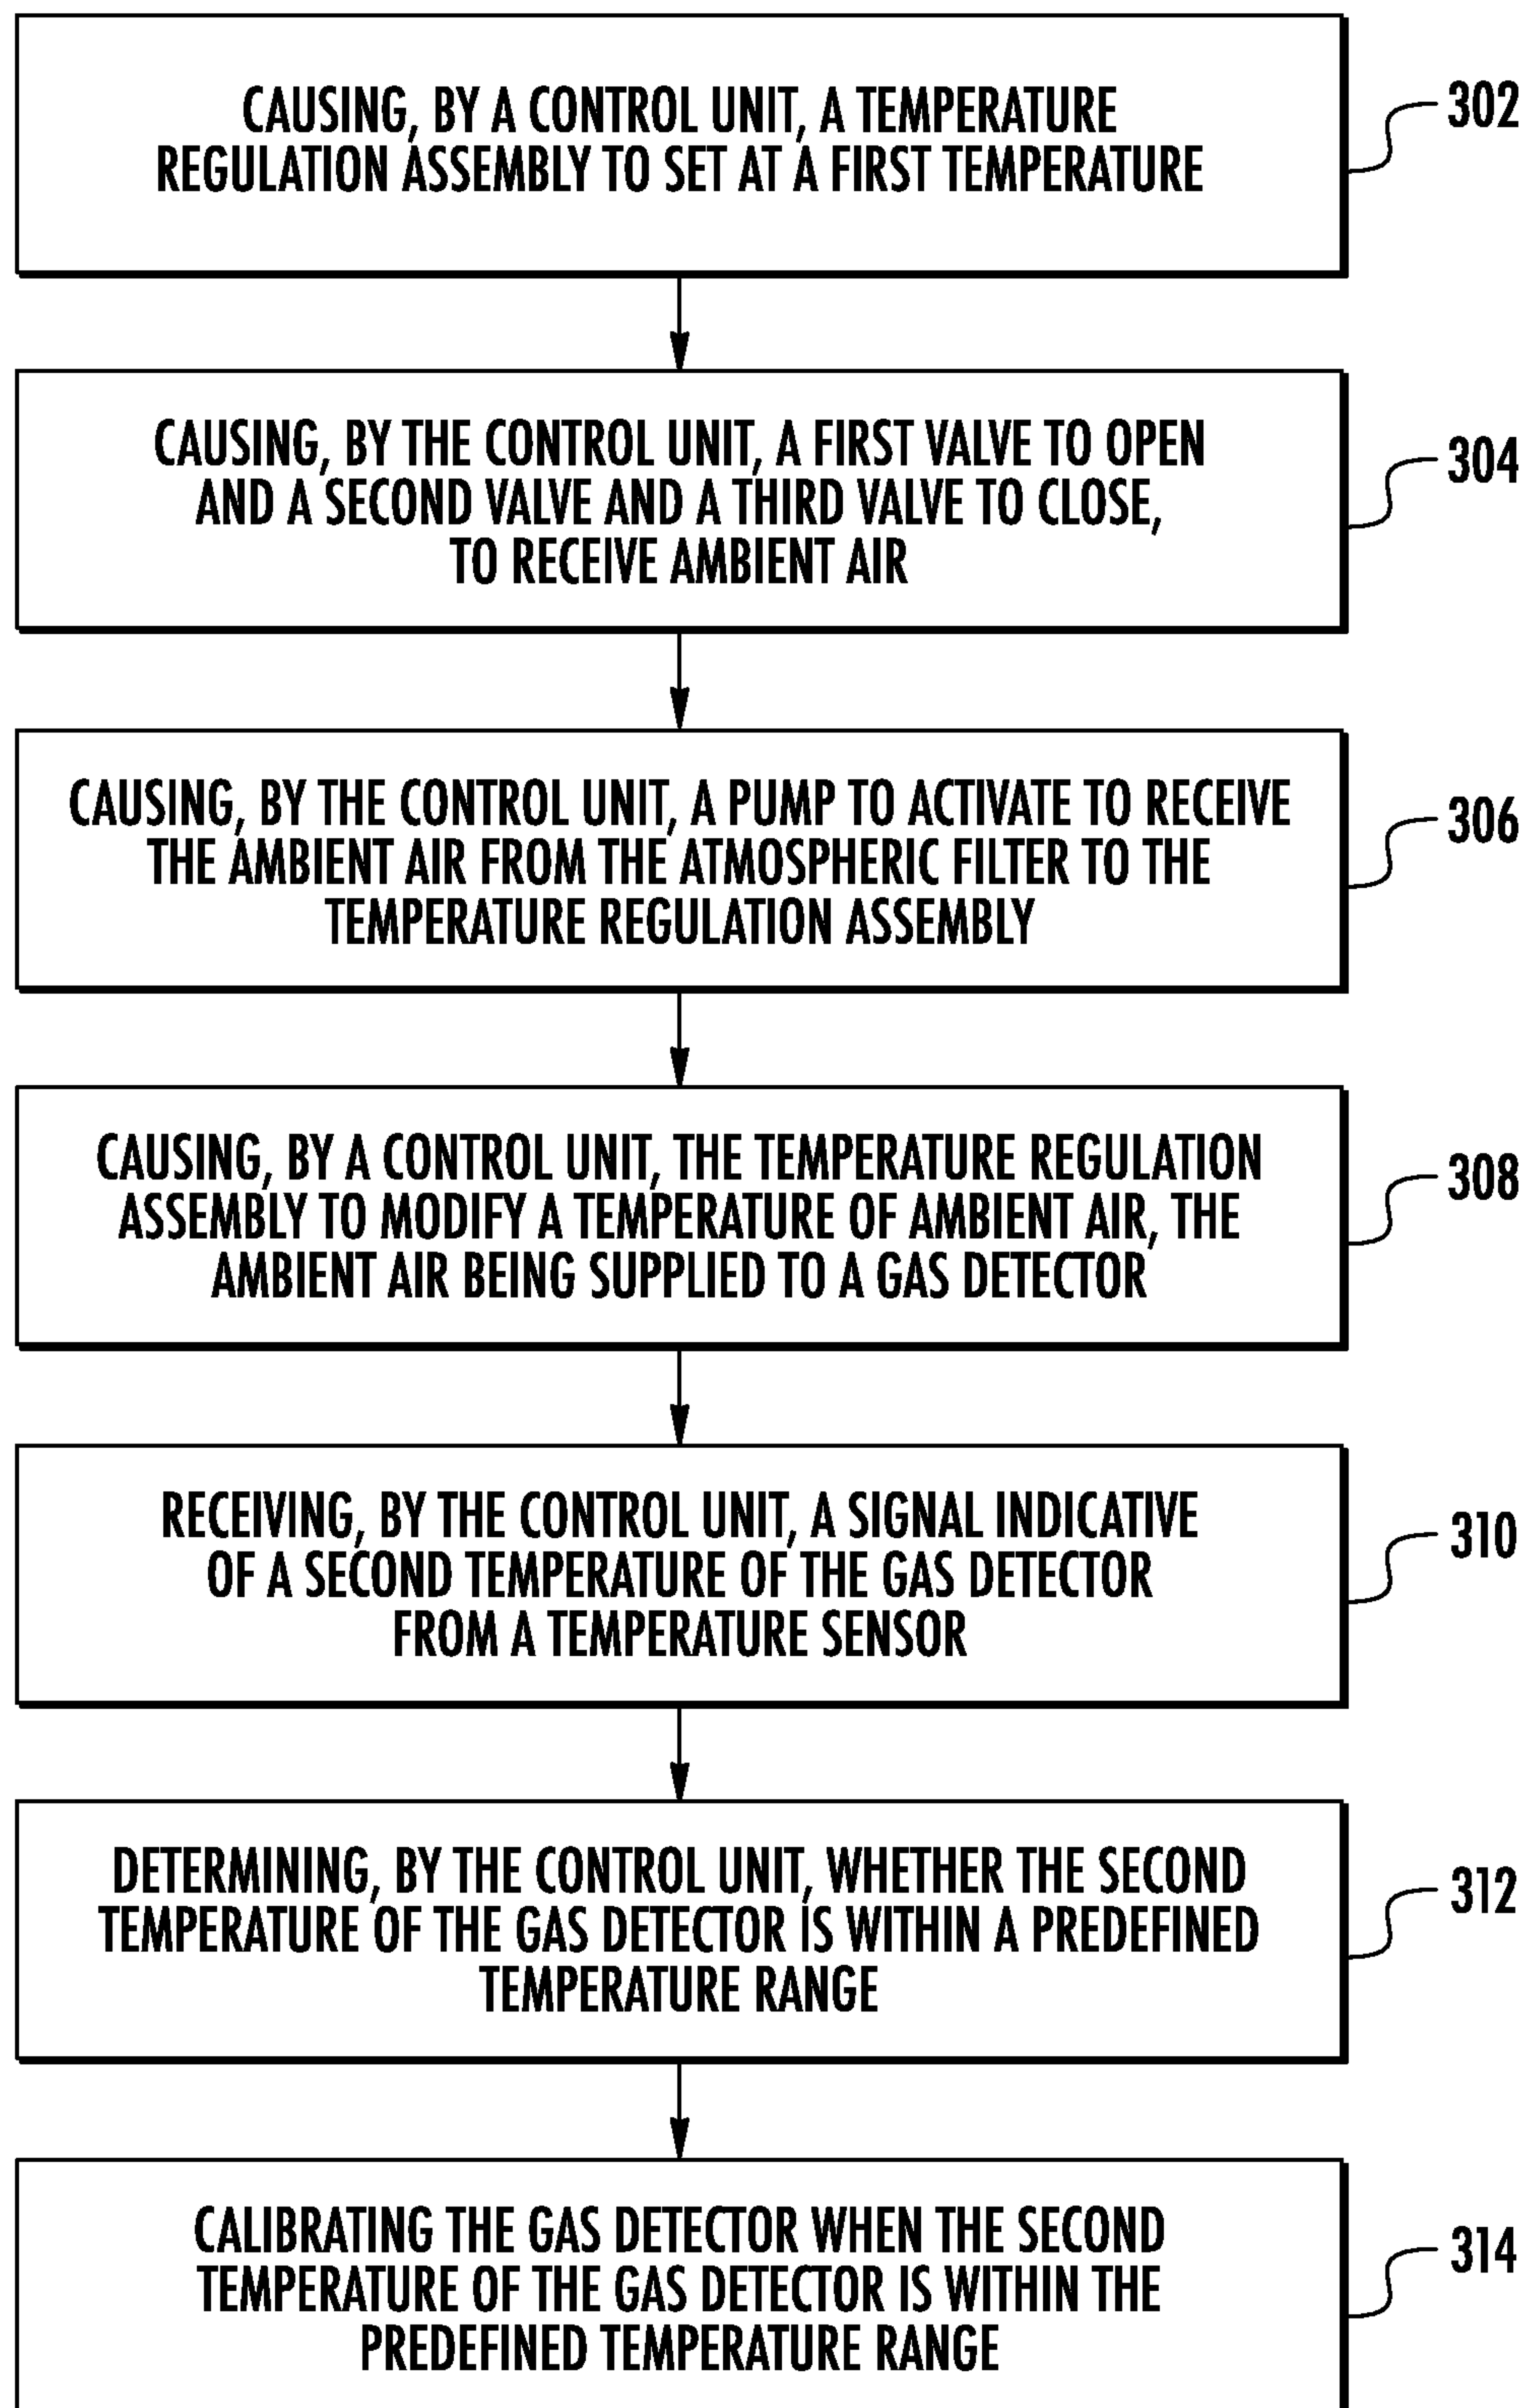 CAUSING, BY A CONTROL UNIT, A TEMPERATURE
REGULATION ASSEMBLY TO SET AT A FIRST TEMPERATURE
302
CAUSING, BY THE CONTROL UNIT, A FIRST VALVE TO OPEN
AND A SECOND VALVE AND A THIRD VALVE TO CLOSE,
TO RECEIVE AMBIENT AIR
304
CAUSING, BY THE CONTROL UNIT, A PUMP TO ACTIVATE TO RECEIVE
THE AMBIENT AIR FROM THE ATMOSPHERIC FILTER TO THE
TEMPERATURE REGULATION ASSEMBLY
306
CAUSING, BY A CONTROL UNIT, THE TEMPERATURE REGULATION
ASSEMBLY TO MODIFY A TEMPERATURE OF AMBIENT AIR, THE
AMBIENT AIR BEING SUPPLIED TO A GAS DETECTOR
308
RECEIVING, BY THE CONTROL UNIT, A SIGNAL INDICATIVE
OF A SECOND TEMPERATURE OF THE GAS DETECTOR
FROM A TEMPERATURE SENSOR
310
DETERMINING, BY THE CONTROL UNIT, WHETHER THE SECOND
TEMPERATURE OF THE GAS DETECTOR IS WITHIN A PREDEFINED
TEMPERATURE RANGE
312
CALIBRATING THE GAS DETECTOR WHEN THE SECOND
TEMPERATURE OF THE GAS DETECTOR IS WITHIN THE
PREDEFINED TEMPERATURE RANGE
314